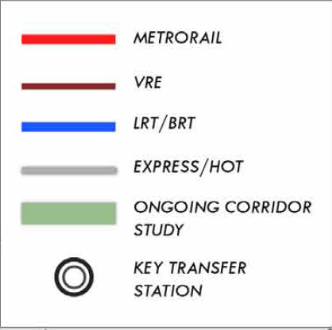 METRORAIL
VRE
LRT/BRT
EXPRESS/HOT
ONGOING CORRIDOR
STUDY
KEY TRANSFER
STATION